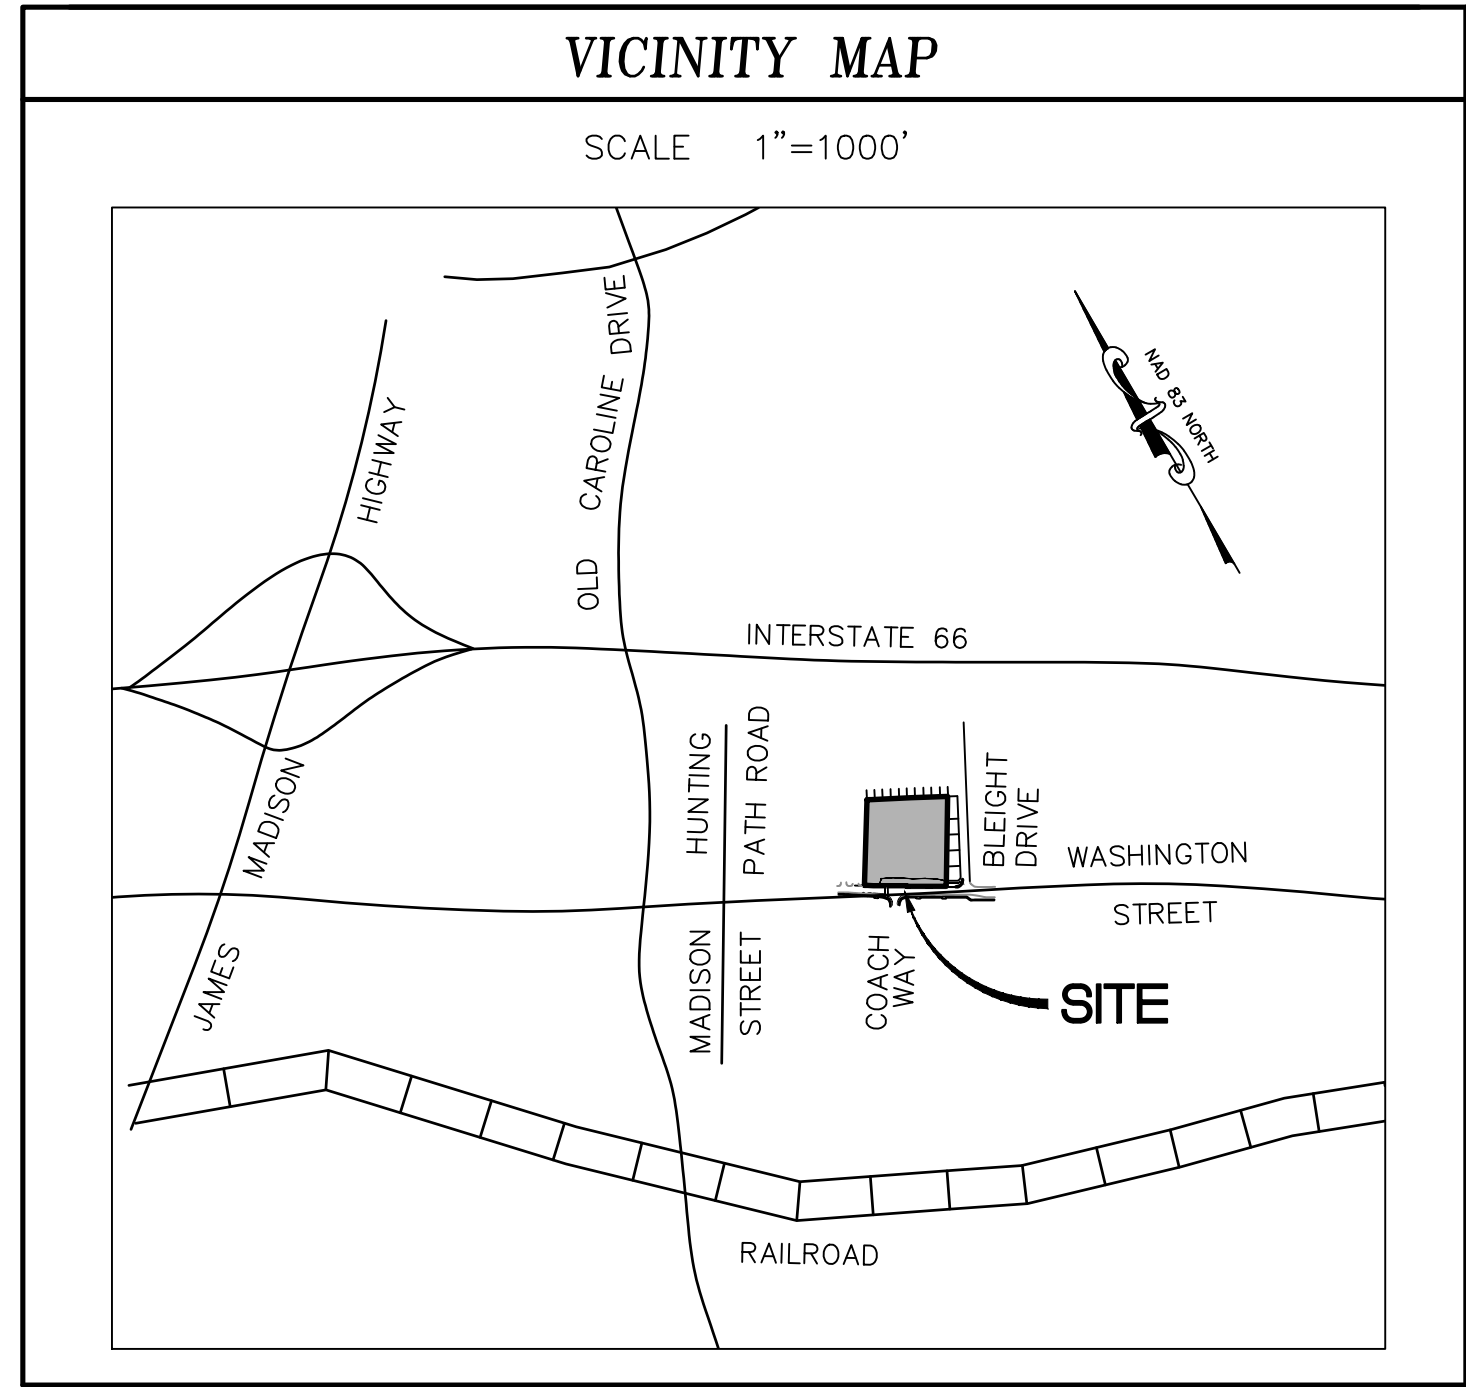 VICINITY MAP
SCALE 1"=1000'
OLD CAROLINE DRIVE
NAD 83 NORTH
JAMES MADISON HIGHWAY
INTERSTATE 66
HUNTING
PATH ROAD
BLEIGHT
DRIVE
WASHINGTON
STREET
MADISON
STREET
COACH
WAY
SITE
RAILROAD